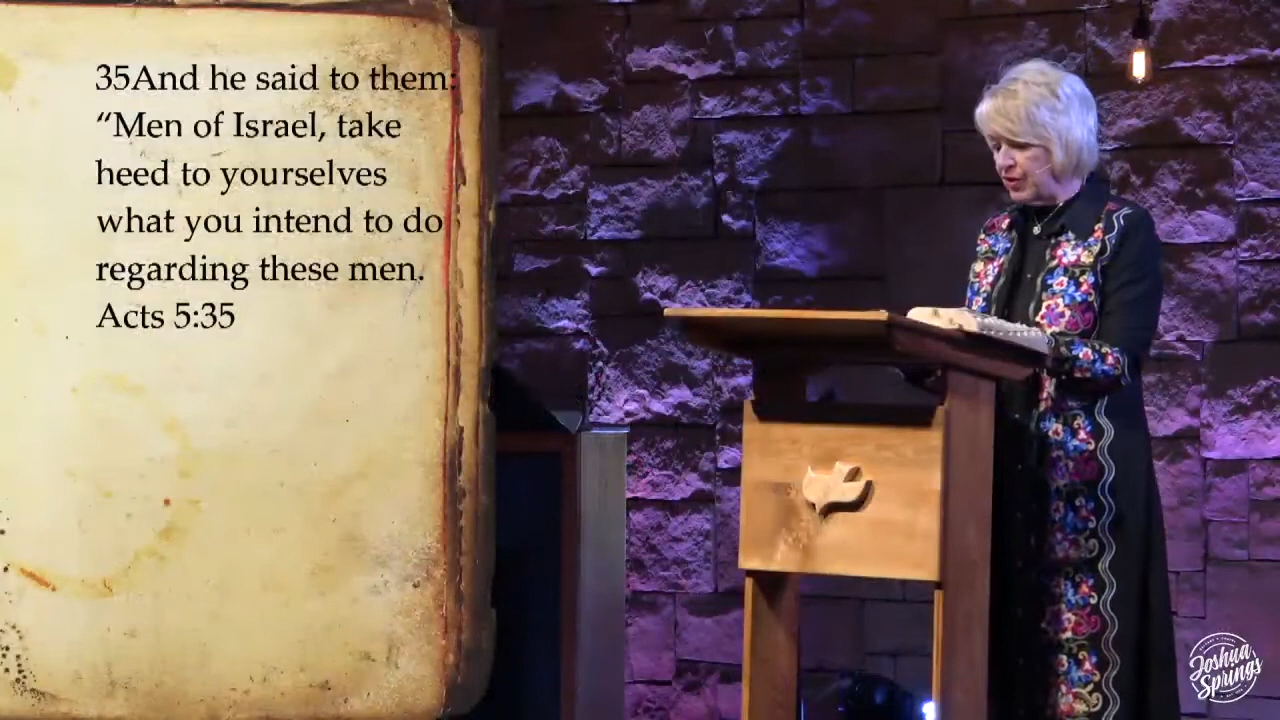 35And he said to them:
“Men of Israel, take
heed to yourselves
what you intend to do
regarding these men.
Acts 5:35
Joshua
Springs